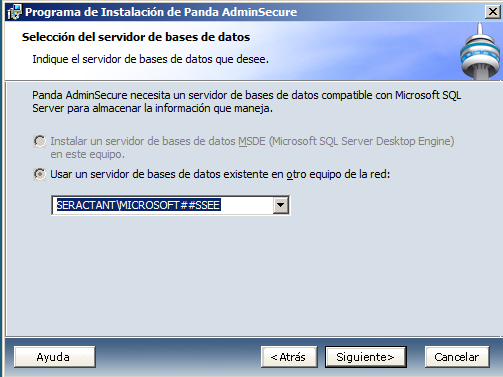 Programa de Instalación de Panda AdminSecure
Selección del servidor de bases de datos
Indique el servidor de bases de datos que desee.
Panda AdminSecure necesita un servidor de bases de datos compatible con Microsoft SQL
Server para almacenar la información que maneja.
Instalar un servidor de bases de datos MSDE (Microsoft SQL Server Desktop Engine)
en este equipo.
Usar un servidor de bases de datos existente en otro equipo de la red:
SERACTANT\MICROSOFT##SSEE
Ayuda
<Atrás
Siguiente>
Cancelar